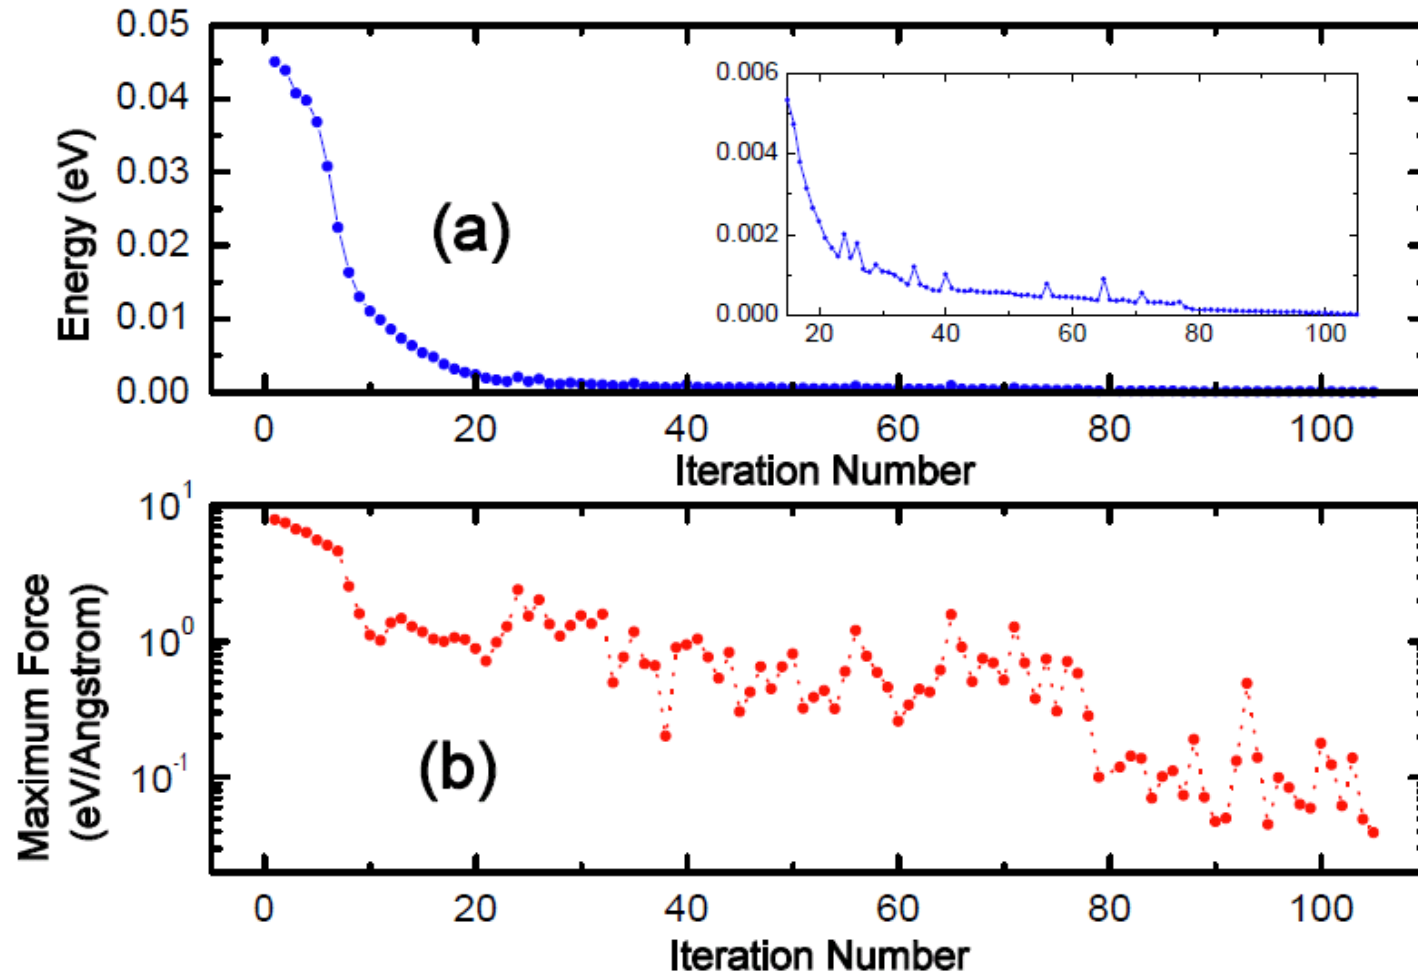 0.05
0.04
0.03
0.02
0.01
0.00
Energy (eV)
(a)
0.006
0.004
0.002
0.000
20 40 60 80 100
0 20 40 60 80 100
Iteration Number
10^1
10^0
10^-1
Maximum Force
(eV/Angstrom)
(b)
0 20 40 60 80 100
Iteration Number